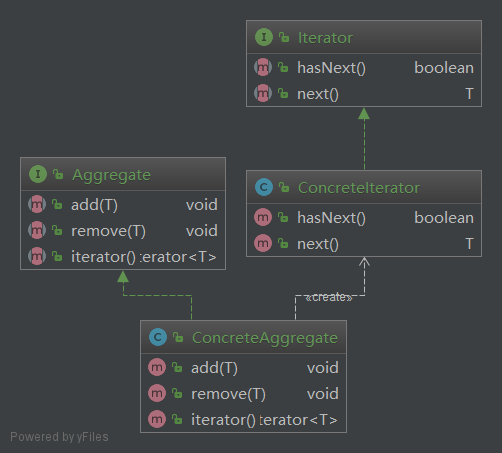 Iterator
hasNext() boolean
next() T
Aggregate
add(T) void
remove(T) void
iterator() :erator<T>
ConcreteIterator
hasNext() boolean
next() T
«create»
ConcreteAggregate
add(T) void
remove(T) void
iterator() :erator<T>
Powered by yFiles